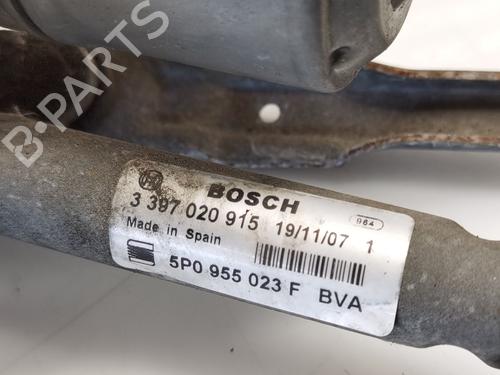 B-PARTS
BOSCH
3 397 020 915 19/11/07 1
984
Made in Spain
5P0 955 023 F BVA